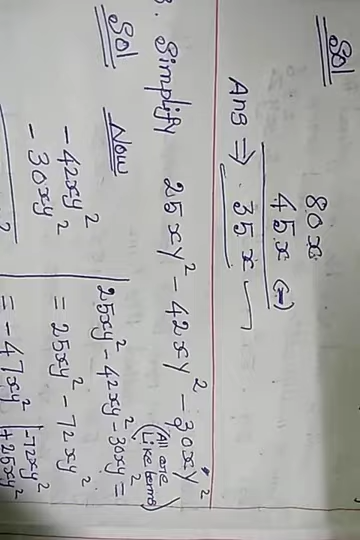 Sol
80x
45x (-)
Ans ⇒ 35x
3. Simplify 25xy² - 42xy² - 30xy²
(All are like terms)
Sol Now
25xy² - 42xy² - 30xy² =
= 25xy² - 72xy²
= -47xy²
- 42xy²
- 30xy²
-72xy²
+25xy²